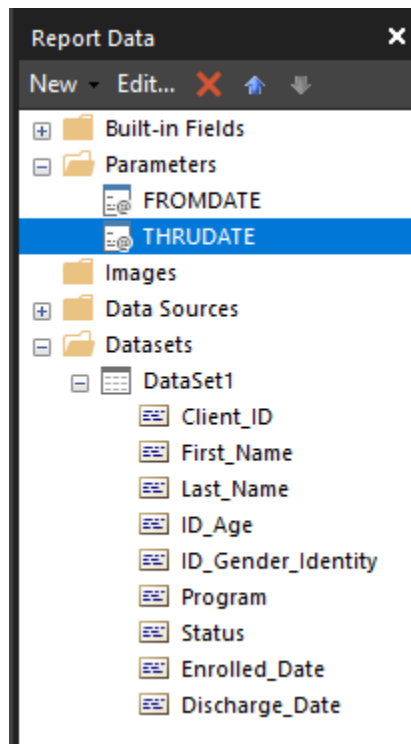 Report Data
New Edit...
Built-in Fields
Parameters
FROMDATE
THRUDATE
Images
Data Sources
Datasets
DataSet1
Client_ID
First_Name
Last_Name
ID_Age
ID_Gender_Identity
Program
Status
Enrolled_Date
Discharge_Date